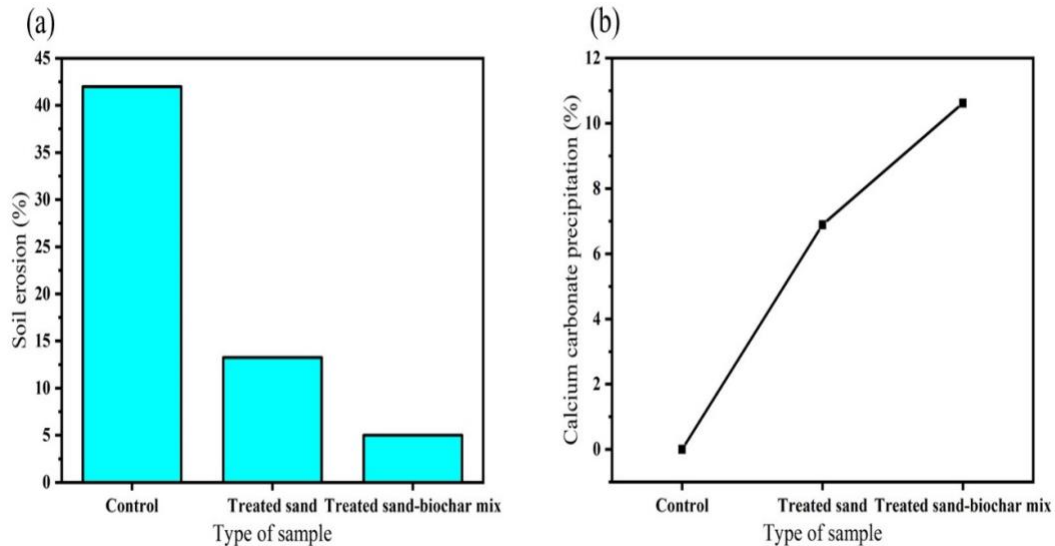 (a)
45
40
35
30
25
20
15
10
5
0
Soil erosion (%)
Control
Treated sand
Treated sand-biochar mix
Type of sample
(b)
12
10
8
6
4
2
0
Calcium carbonate precipitation (%)
Control
Treated sand
Treated sand-biochar mix
Type of sample